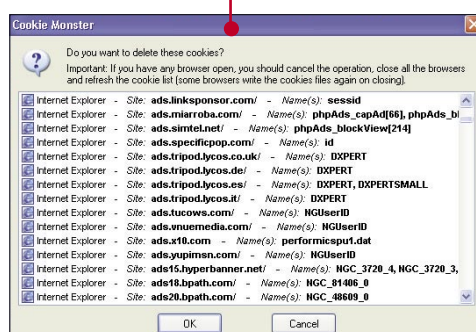 Cookie Monster
Do you want to delete these cookies?
Important: If you have any browser open, you should cancel the operation, close all the browsers
and refresh the cookie list (some browsers write the cookies files again on closing).
Internet Explorer - Site: ads.linksponsor.com/ - Name(s): sessid
Internet Explorer - Site: ads.miarroba.com/ - Name(s): phpAds_capAd[66], phpAds_bl
Internet Explorer - Site: ads.simtel.net/ - Name(s): phpAds_blockView[214]
Internet Explorer - Site: ads.specificpop.com/ - Name(s): id
Internet Explorer - Site: ads.tripod.lycos.co.uk/ - Name(s): DXPERT
Internet Explorer - Site: ads.tripod.lycos.de/ - Name(s): DXPERT
Internet Explorer - Site: ads.tripod.lycos.es/ - Name(s): DXPERT, DXPERTSMALL
Internet Explorer - Site: ads.tripod.lycos.it/ - Name(s): DXPERT
Internet Explorer - Site: ads.tucows.com/ - Name(s): NGUserID
Internet Explorer - Site: ads.vnuemedia.com/ - Name(s): NGUserID
Internet Explorer - Site: ads.x10.com - Name(s): performicspu1.dat
Internet Explorer - Site: ads.yupimsn.com/ - Name(s): NGUserID
Internet Explorer - Site: ads15.hyperbanner.net/ - Name(s): NGC_3720_4, NGC_3720_3,
Internet Explorer - Site: ads18.bpath.com/ - Name(s): NGC_81406_0
Internet Explorer - Site: ads20.bpath.com/ - Name(s): NGC_48609_0
OK Cancel